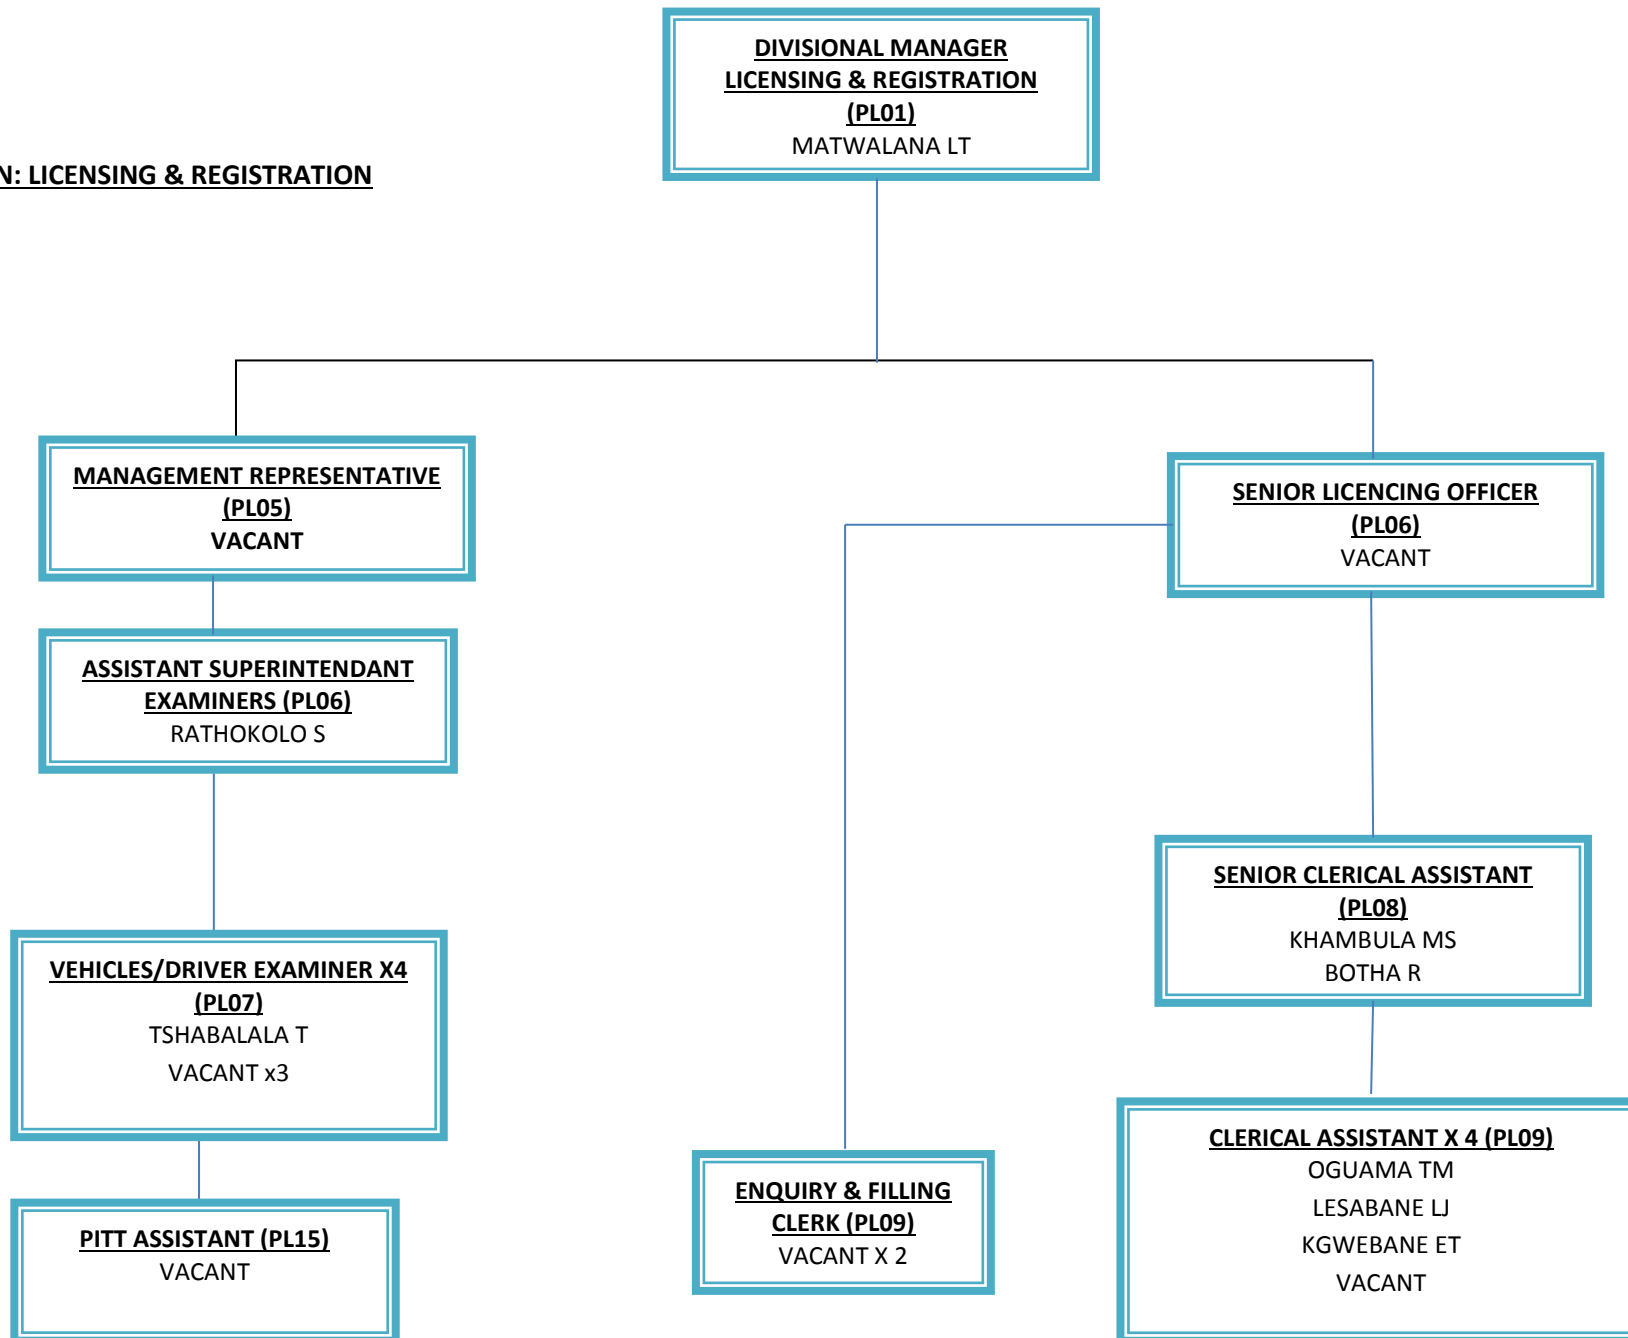 DIVISIONAL MANAGER
LICENSING & REGISTRATION
(PL01)
MATWALANA LT
N: LICENSING & REGISTRATION
MANAGEMENT REPRESENTATIVE
(PL05)
VACANT
SENIOR LICENCING OFFICER
(PL06)
VACANT
ASSISTANT SUPERINTENDANT
EXAMINERS (PL06)
RATHOKOLO S
SENIOR CLERICAL ASSISTANT
(PL08)
KHAMBULA MS
BOTHA R
VEHICLES/DRIVER EXAMINER X4
(PL07)
TSHABALALA T
VACANT x3
CLERICAL ASSISTANT X 4 (PL09)
OGUAMA TM
LESABANE LJ
KGWEBANE ET
VACANT
ENQUIRY & FILLING
CLERK (PL09)
VACANT X 2
PITT ASSISTANT (PL15)
VACANT